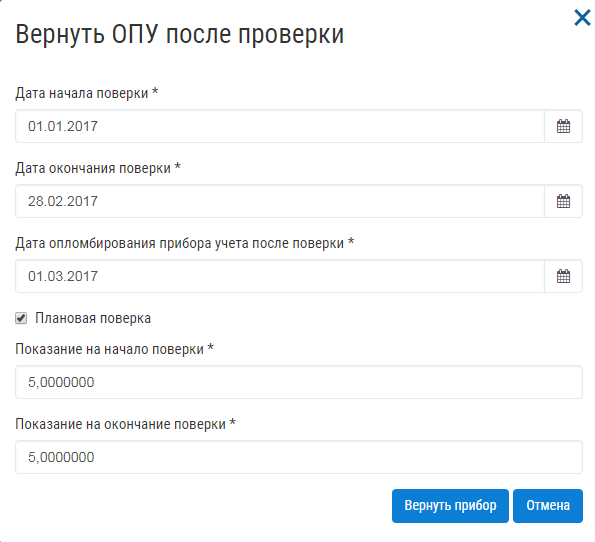 Вернуть ОПУ после проверки
Дата начала поверки *
01.01.2017
Дата окончания поверки *
28.02.2017
Дата опломбирования прибора учета после поверки *
01.03.2017
Плановая поверка
Показание на начало поверки *
5,0000000
Показание на окончание поверки *
5,0000000
Вернуть прибор Отмена